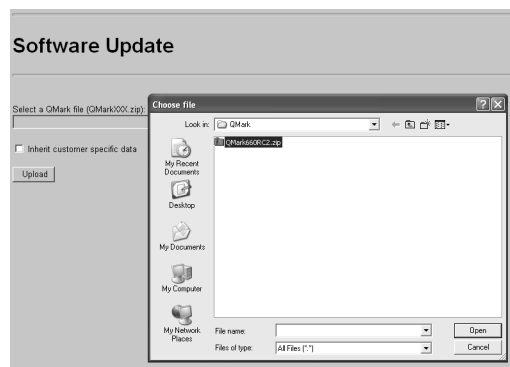 Software Update
Select a QMark file (QMarkXXX.zip):
Inherit customer specific data
Upload
Choose file
Look in:
QMark
QMark660RC2.zip
My Recent
Documents
Desktop
My Documents
My Computer
My Network
Places
File name:
Open
Files of type:
All Files (*.*)
Cancel